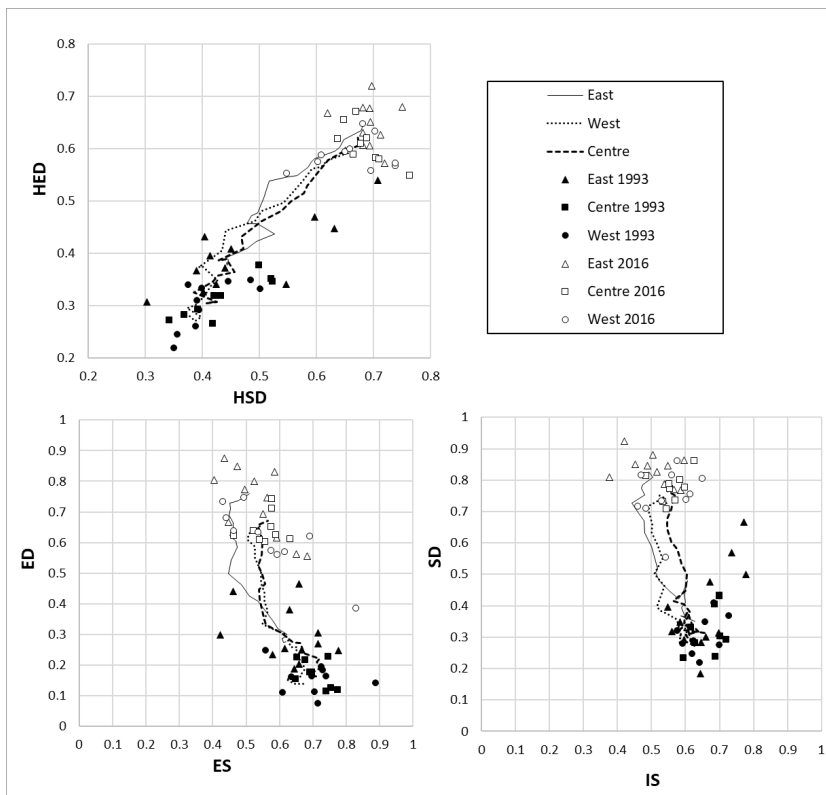 0.8
0.7
0.6
0.5
0.4
0.3
0.2
HED
0.2 0.3 0.4 0.5 0.6 0.7 0.8
HSD
East
West
Centre
East 1993
Centre 1993
West 1993
East 2016
Centre 2016
West 2016
1
0.9
0.8
0.7
0.6
0.5
0.4
0.3
0.2
0.1
0
ED
0 0.1 0.2 0.3 0.4 0.5 0.6 0.7 0.8 0.9 1
ES
1
0.9
0.8
0.7
0.6
0.5
0.4
0.3
0.2
0.1
0
SD
0 0.1 0.2 0.3 0.4 0.5 0.6 0.7 0.8 0.9 1
IS